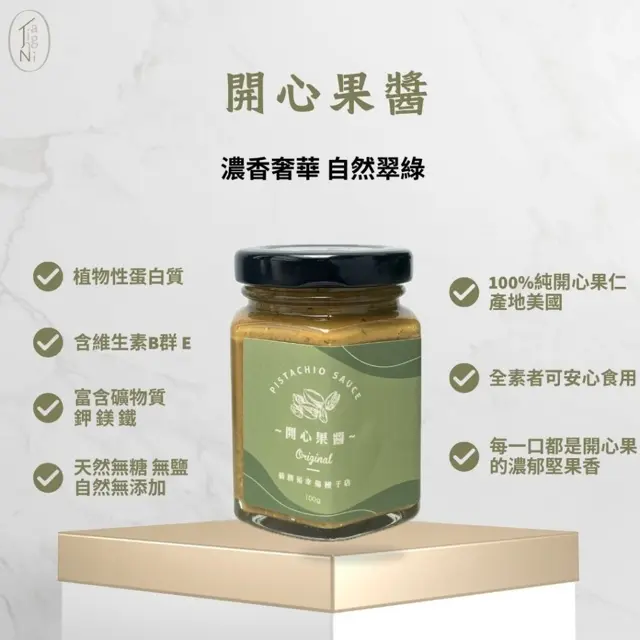 TiAN
agi
開心果醬
濃香奢華 自然翠綠
植物性蛋白質
含維生素B群 E
富含礦物質
鉀 鎂 鐵
天然無糖 無鹽
自然無添加
100%純開心果仁
產地美國
全素者可安心食用
每一口都是開心果
的濃郁堅果香
PISTACHIO SAUCE
~開心果醬~
Original
100g